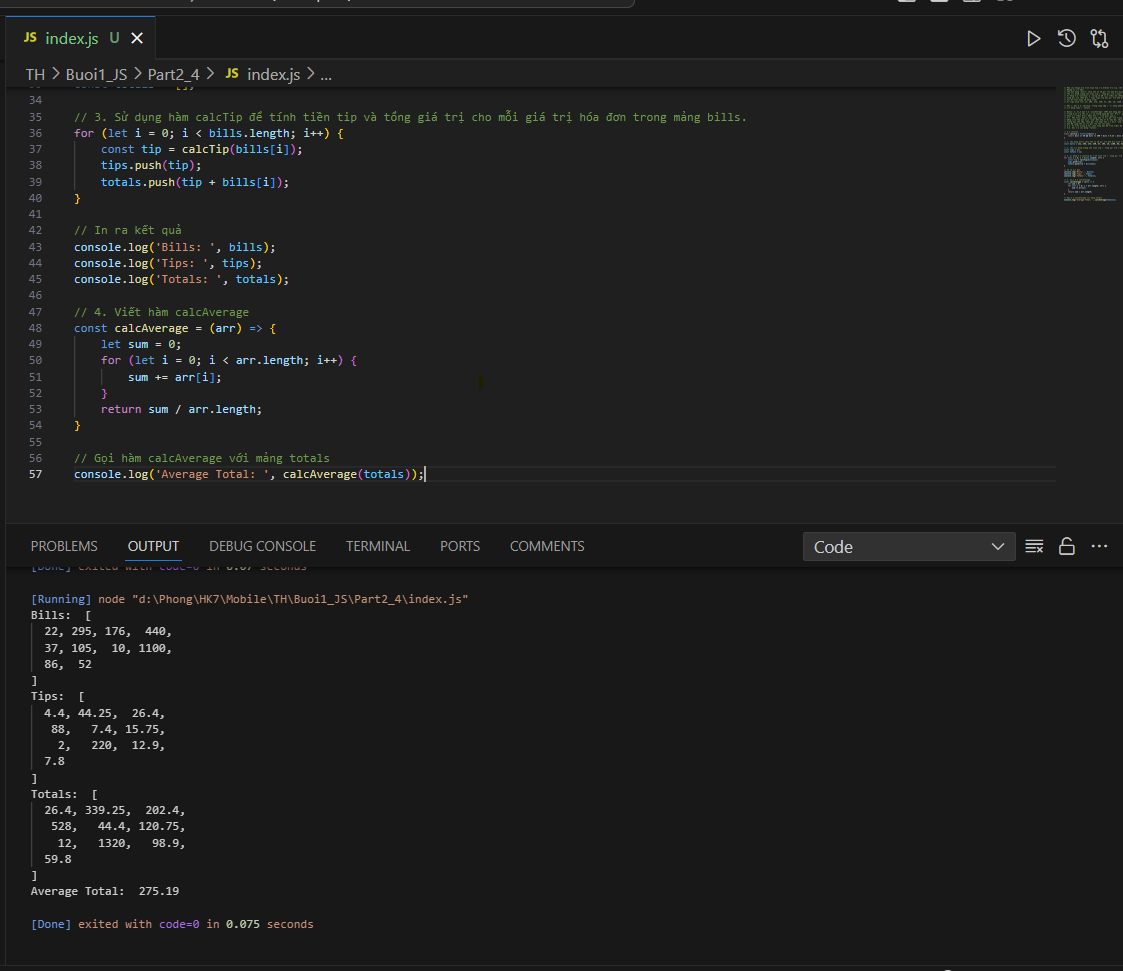 JS index.js U
TH > Buoi1_JS > Part2_4 > JS index.js > ...
34
35 // 3. Sử dụng hàm calcTip để tính tiền tip và tổng giá trị cho mỗi giá trị hóa đơn trong mảng bills.
36 for (let i = 0; i < bills.length; i++) {
37 const tip = calcTip(bills[i]);
38 tips.push(tip);
39 totals.push(tip + bills[i]);
40 }
41
42 // In ra kết quả
43 console.log('Bills: ', bills);
44 console.log('Tips: ', tips);
45 console.log('Totals: ', totals);
46
47 // 4. Viết hàm calcAverage
48 const calcAverage = (arr) => {
49 let sum = 0;
50 for (let i = 0; i < arr.length; i++) {
51 sum += arr[i];
52 }
53 return sum / arr.length;
54 }
55
56 // Gọi hàm calcAverage với mảng totals
57 console.log('Average Total: ', calcAverage(totals));
PROBLEMS OUTPUT DEBUG CONSOLE TERMINAL PORTS COMMENTS Code
[Done] exited with code=0 in 0.07 seconds
[Running] node "d:\Phong\HK7\Mobile\TH\Buoi1_JS\Part2_4\index.js"
Bills: [
22, 295, 176, 440,
37, 105, 10, 1100,
86, 52
]
Tips: [
4.4, 44.25, 26.4,
88, 7.4, 15.75,
2, 220, 12.9,
7.8
]
Totals: [
26.4, 339.25, 202.4,
528, 44.4, 120.75,
12, 1320, 98.9,
59.8
]
Average Total: 275.19
[Done] exited with code=0 in 0.075 seconds